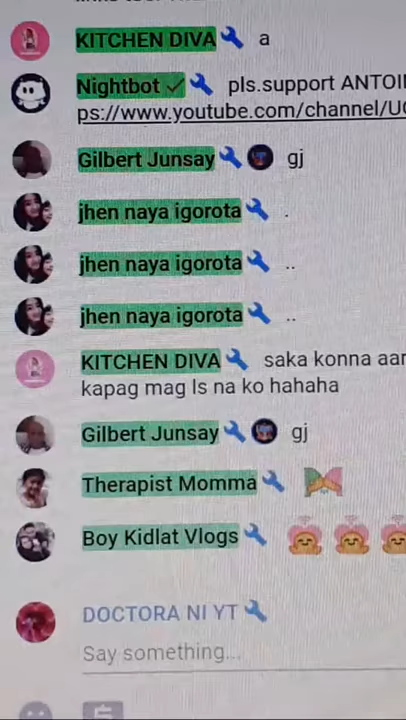 KITCHEN DIVA a
Nightbot pls.support
ps://www.youtube.com/channel/
Gilbert Junsay gj
jhen naya igorota .
jhen naya igorota ..
jhen naya igorota ..
KITCHEN DIVA saka konna
kapag mag ls na ko hahaha
Gilbert Junsay gj
Therapist Momma
Boy Kidlat Vlogs
DOCTORA NI YT
Say something...